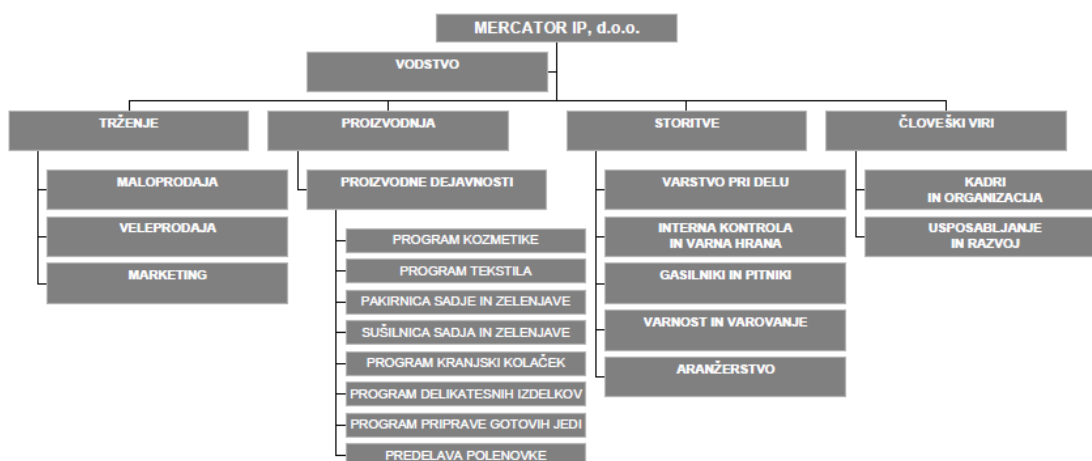 MERCATOR IP, d.o.o.
VODSTVO
TRŽENJE
MALOPRODAJA
VELEPRODAJA
MARKETING
PROIZVODNJA
PROIZVODNE DEJAVNOSTI
PROGRAM KOZMETIKE
PROGRAM TEKSTILA
PAKIRNICA SADJE IN ZELENJAVE
SUŠILNICA SADJA IN ZELENJAVE
PROGRAM KRANJSKI KOLAČEK
PROGRAM DELIKATESNIH IZDELKOV
PROGRAM PRIPRAVE GOTOVIH JEDI
PREDELAVA POLENOVKE
STORITVE
VARSTVO PRI DELU
INTERNA KONTROLA
IN VARNA HRANA
GASILNIKI IN PITNIKI
VARNOST IN VAROVANJE
ARANŽERSTVO
ČLOVEŠKI VIRI
KADRI
IN ORGANIZACIJA
USPOSABLJANJE
IN RAZVOJ